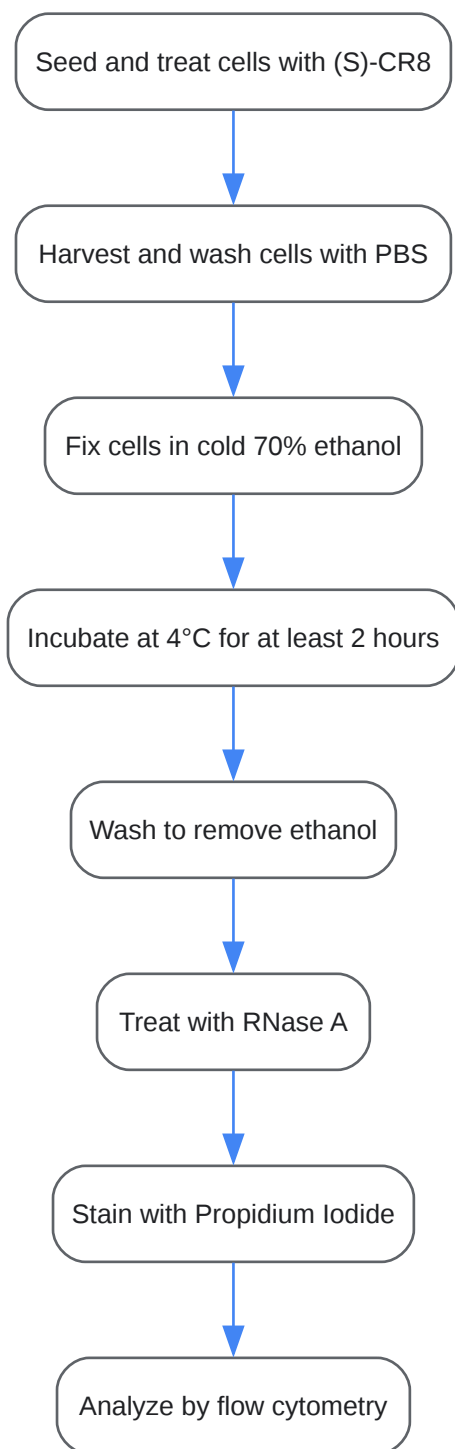 Seed and treat cells with (S)-CR8
Harvest and wash cells with PBS
Fix cells in cold 70% ethanol
Incubate at 4°C for at least 2 hours
Wash to remove ethanol
Treat with RNase A
Stain with Propidium Iodide
Analyze by flow cytometry